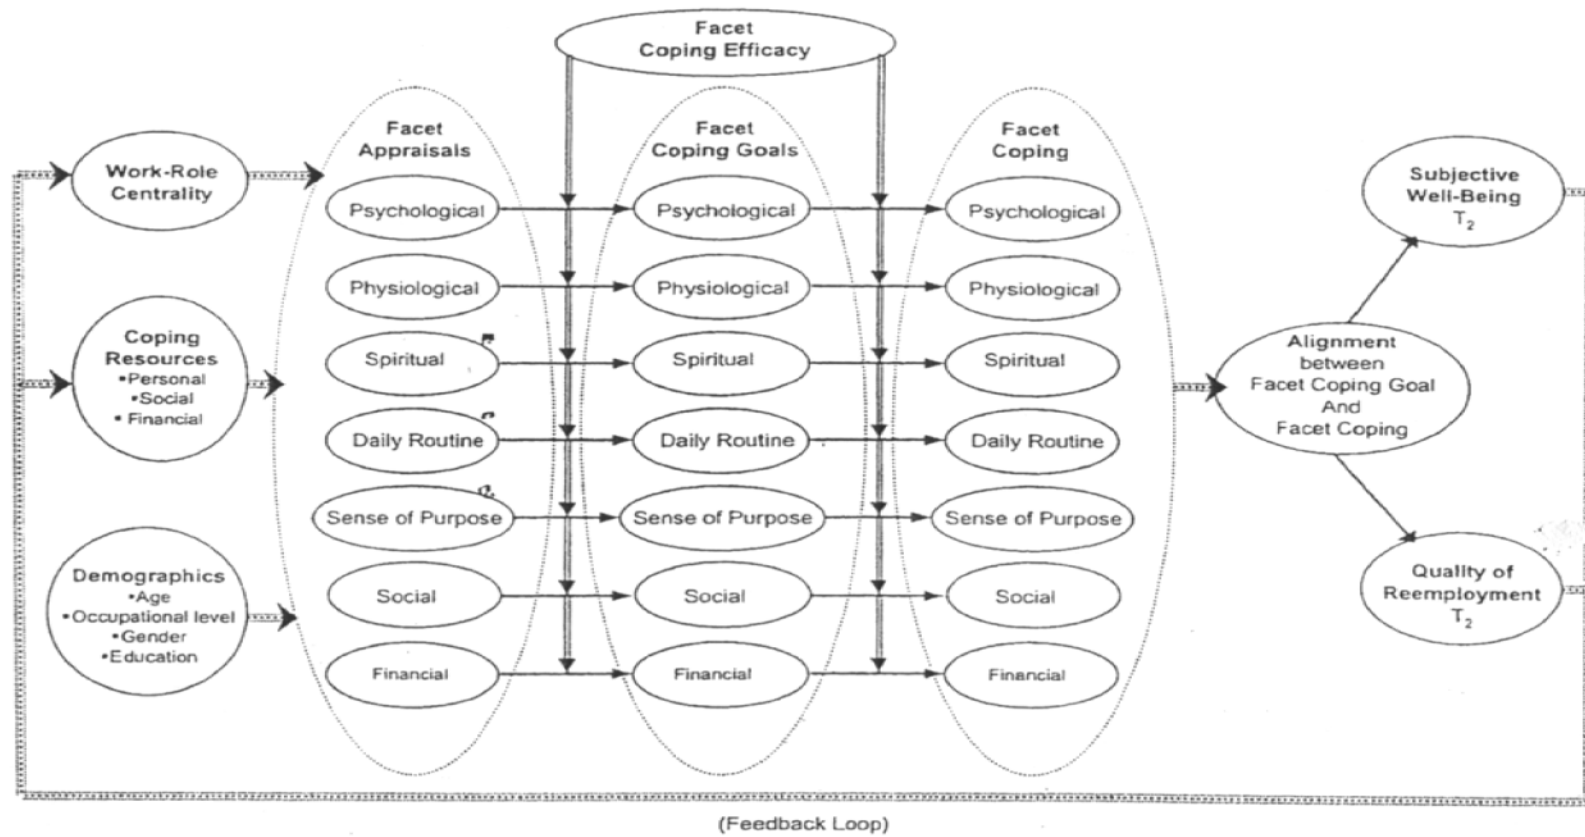 Facet
Coping Efficacy
Work-Role
Centrality
Coping
Resources
•Personal
•Social
• Financial
Demographics
•Age
•Occupational level
•Gender
•Education
Facet
Appraisals
Psychological
Physiological
Spiritual
Daily Routine
Sense of Purpose
Social
Financial
Facet
Coping Goals
Psychological
Physiological
Spiritual
Daily Routine
Sense of Purpose
Social
Financial
Facet
Coping
Psychological
Physiological
Spiritual
Daily Routine
Sense of Purpose
Social
Financial
Alignment
between
Facet Coping Goal
And
Facet Coping
Subjective
Well-Being
T₂
Quality of
Reemployment
T₂
(Feedback Loop)